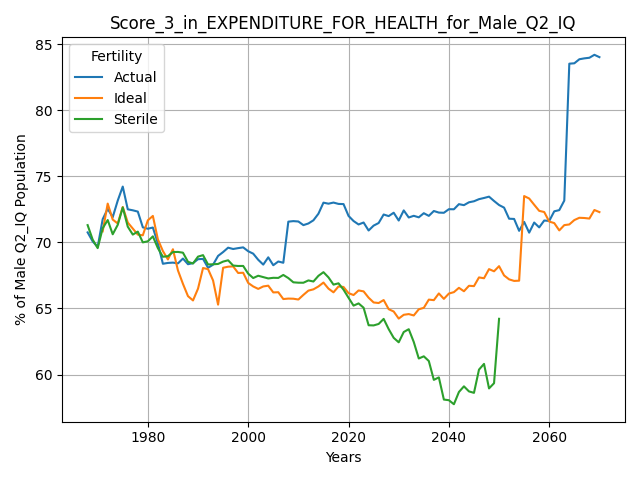 Score_3_in_EXPENDITURE_FOR_HEALTH_for_Male_Q2_IQ
Fertility
Actual
Ideal
Sterile
% of Male Q2_IQ Population
85
80
75
70
65
60
1980
2000
2020
2040
2060
Years